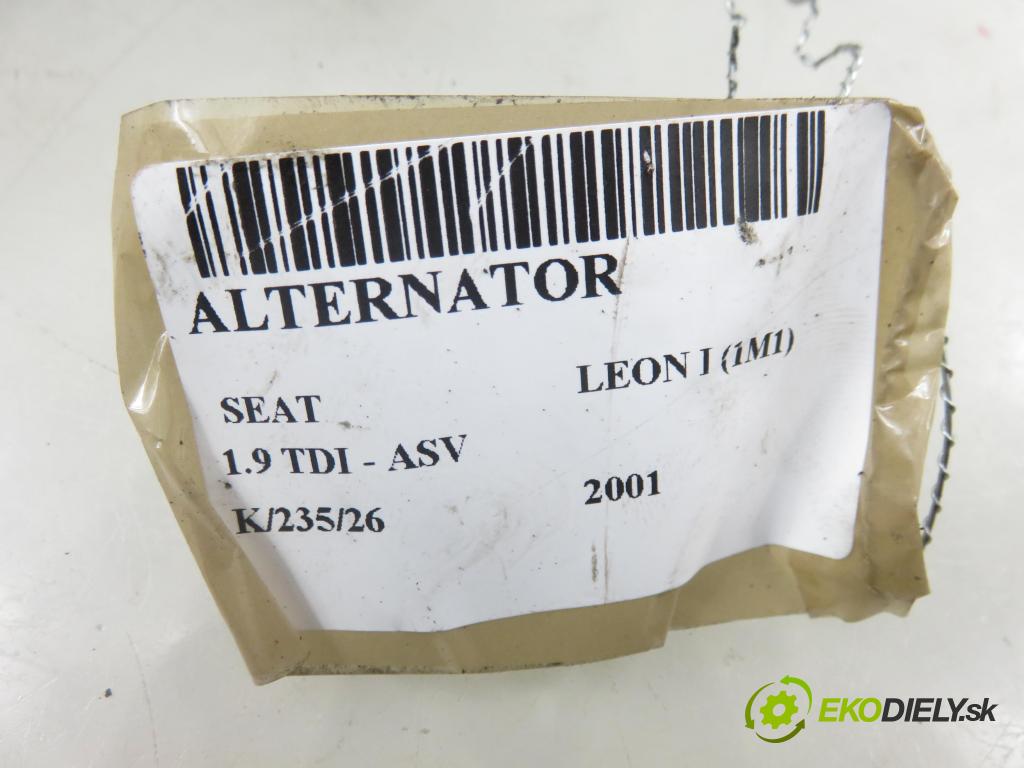 ALTERNATOR
SEAT LEON I (1M1)
1.9 TDI - ASV
K/235/26 2001
EKODIELY.sk